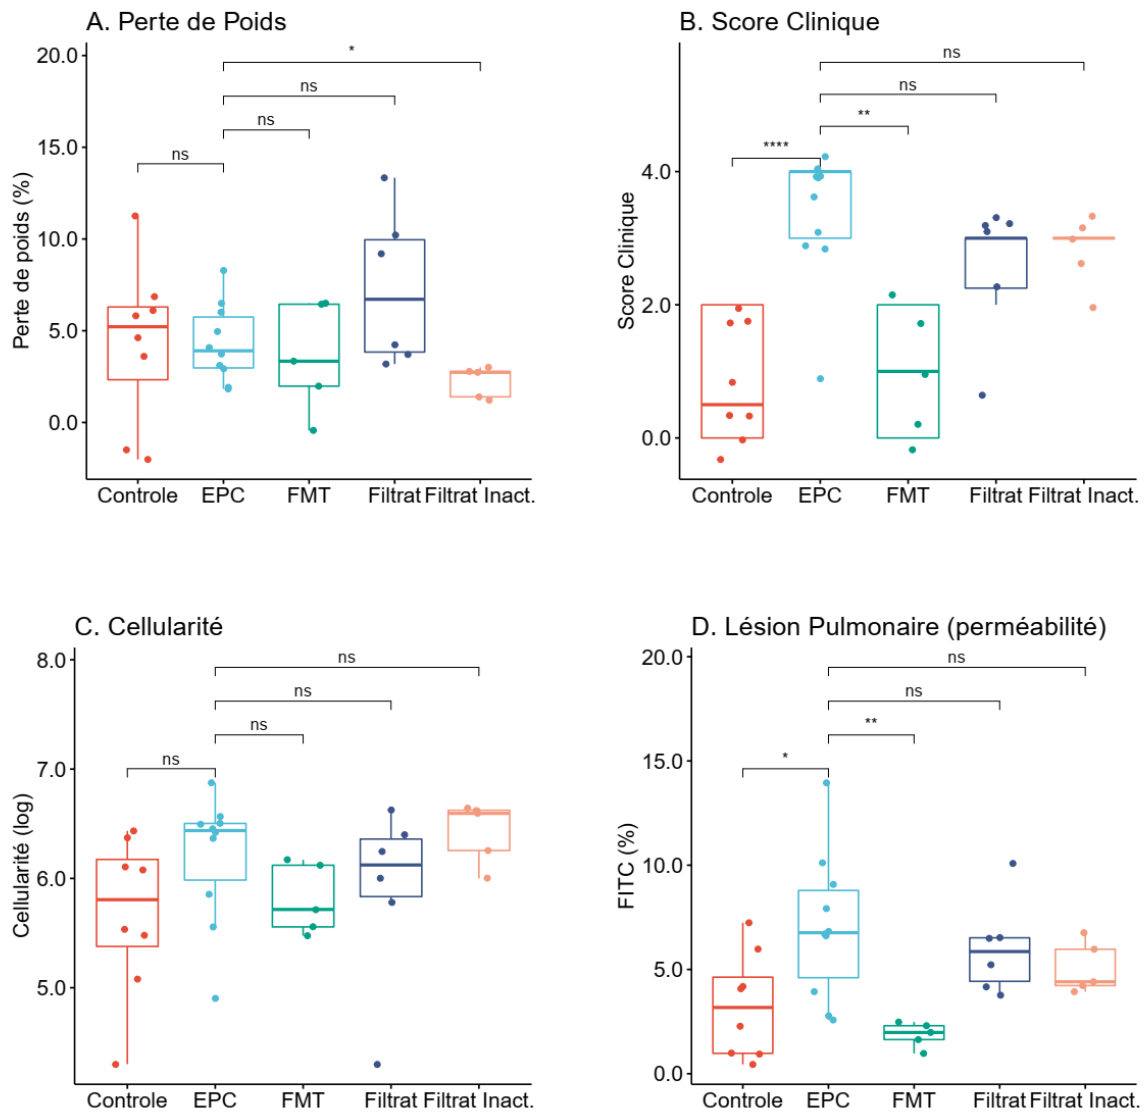 A. Perte de Poids
20.0
15.0
10.0
5.0
0.0
Perte de poids (%)
*
ns
ns
ns
Controle EPC FMT Filtrat Filtrat Inact.
B. Score Clinique
4.0
2.0
0.0
Score Clinique
ns
ns
**
****
Controle EPC FMT Filtrat Filtrat Inact.
C. Cellularité
8.0
7.0
6.0
5.0
Cellularité (log)
ns
ns
ns
ns
Controle EPC FMT Filtrat Filtrat Inact.
D. Lésion Pulmonaire (perméabilité)
20.0
15.0
10.0
5.0
0.0
FITC (%)
ns
ns
**
*
Controle EPC FMT Filtrat Filtrat Inact.